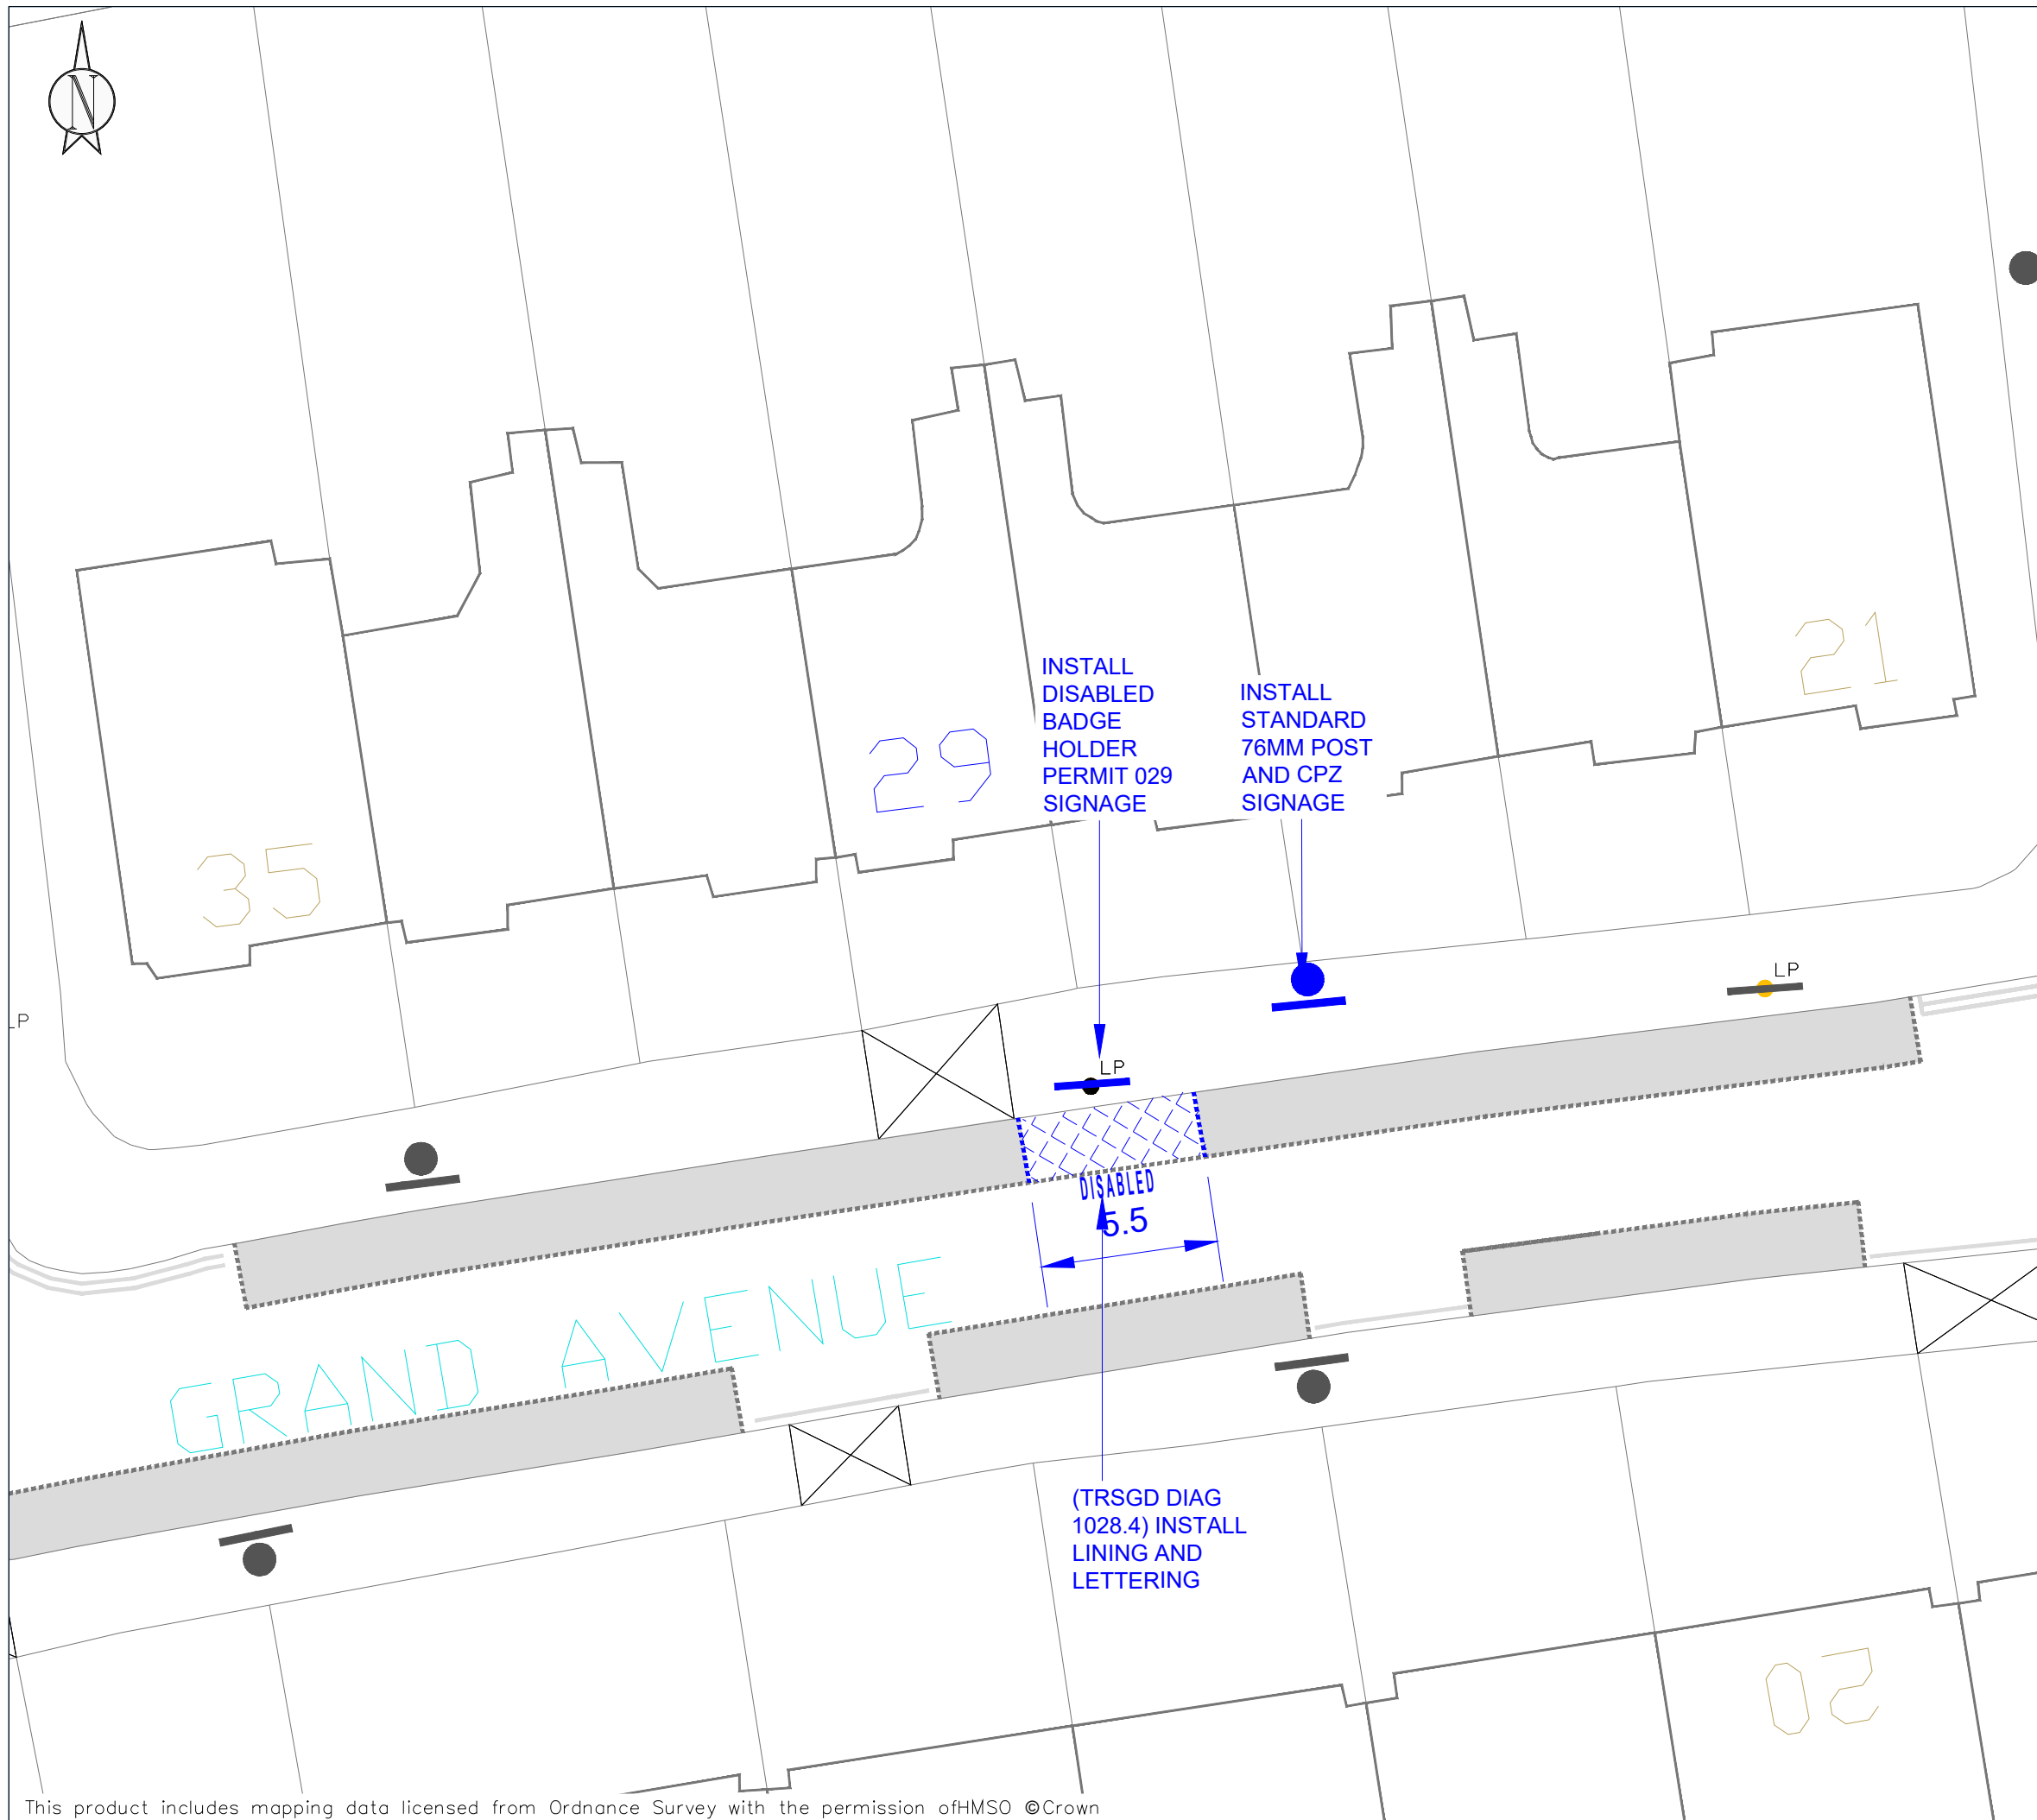 N
21
INSTALL
DISABLED
BADGE
HOLDER
PERMIT 029
SIGNAGE
INSTALL
STANDARD
76MM POST
AND CPZ
SIGNAGE
29
35
LP
LP
LP
DISABLED
5.5
GRAND AVENUE
(TRSGD DIAG
1028.4) INSTALL
LINING AND
LETTERING
50
This product includes mapping data licensed from Ordnance Survey with the permission ofHMSO ©Crown